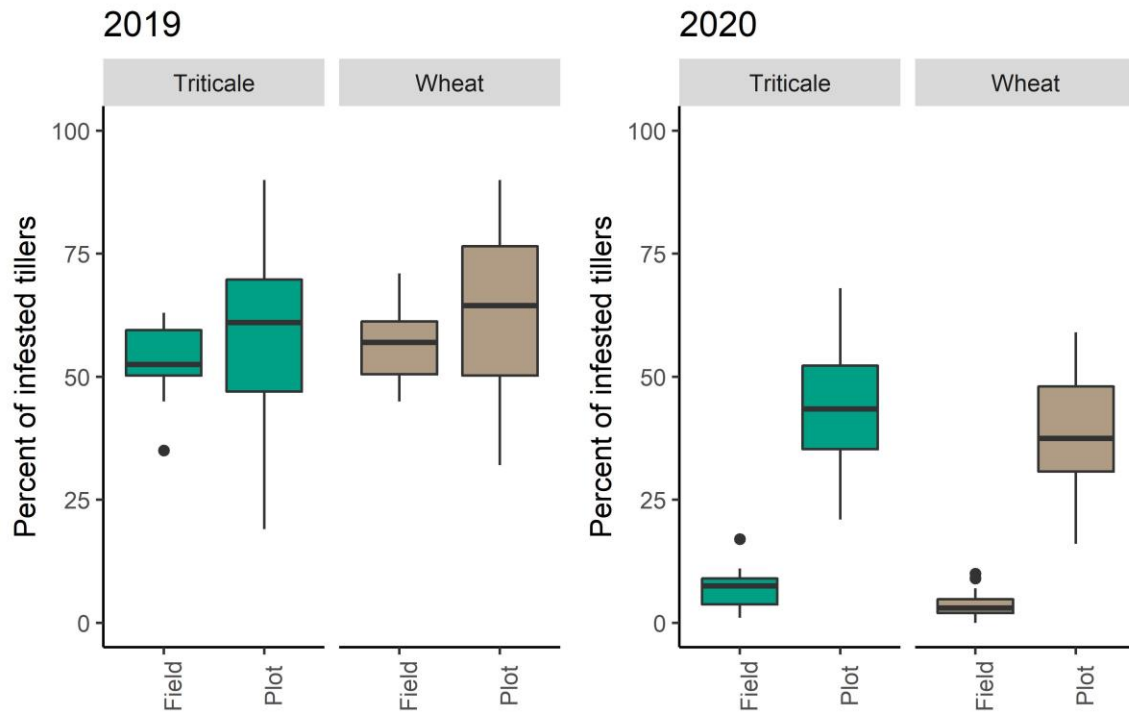 2019
Triticale
Wheat
Percent of infested tillers
100
75
50
25
0
Field
Plot
Field
Plot
2020
Triticale
Wheat
Percent of infested tillers
100
75
50
25
0
Field
Plot
Field
Plot